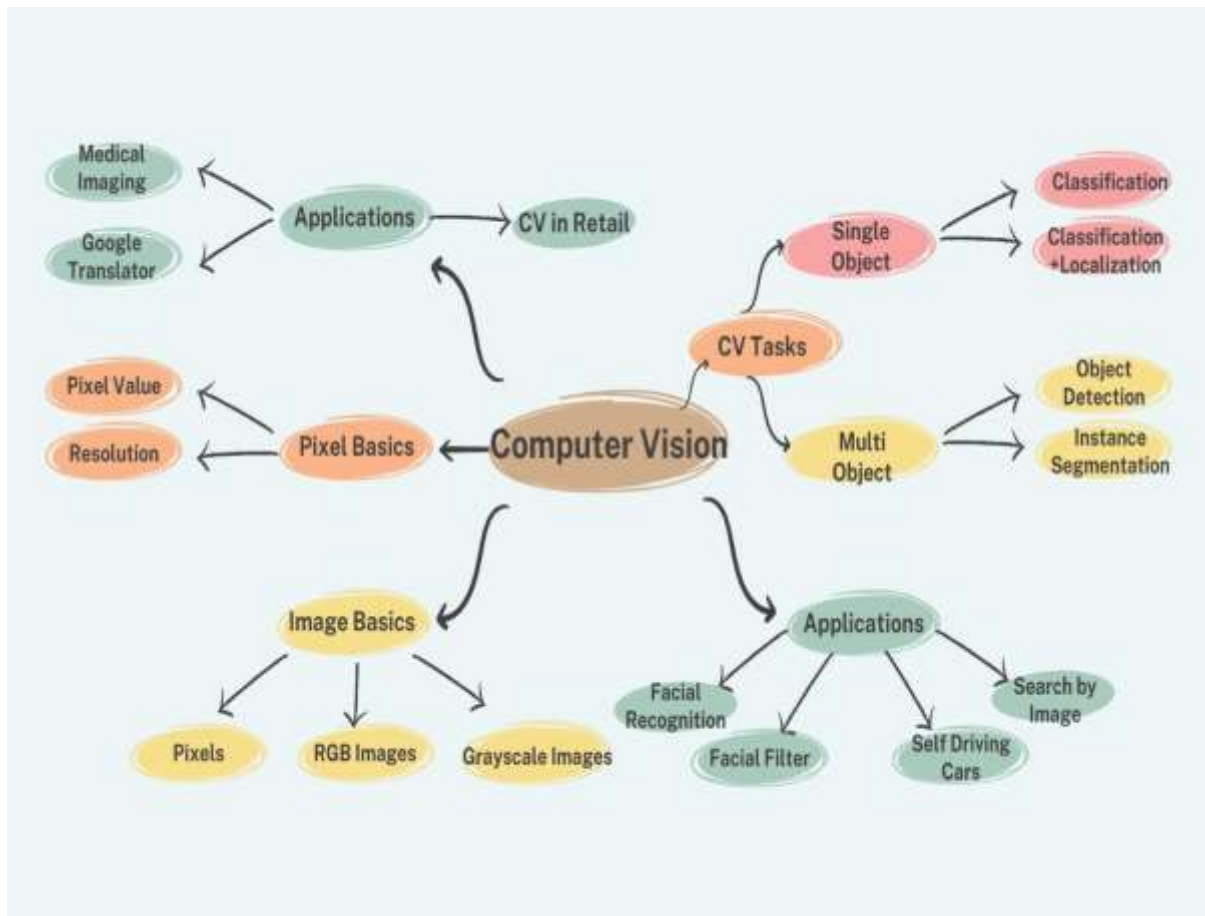 Medical
Imaging
Google
Translator
Applications
CV in Retail
Single
Object
Classification
Classification
+Localization
CV Tasks
Multi
Object
Object
Detection
Instance
Segmentation
Computer Vision
Pixel Basics
Pixel Value
Resolution
Image Basics
Pixels
RGB Images
Grayscale Images
Applications
Facial
Recognition
Facial Filter
Self Driving
Cars
Search by
Image